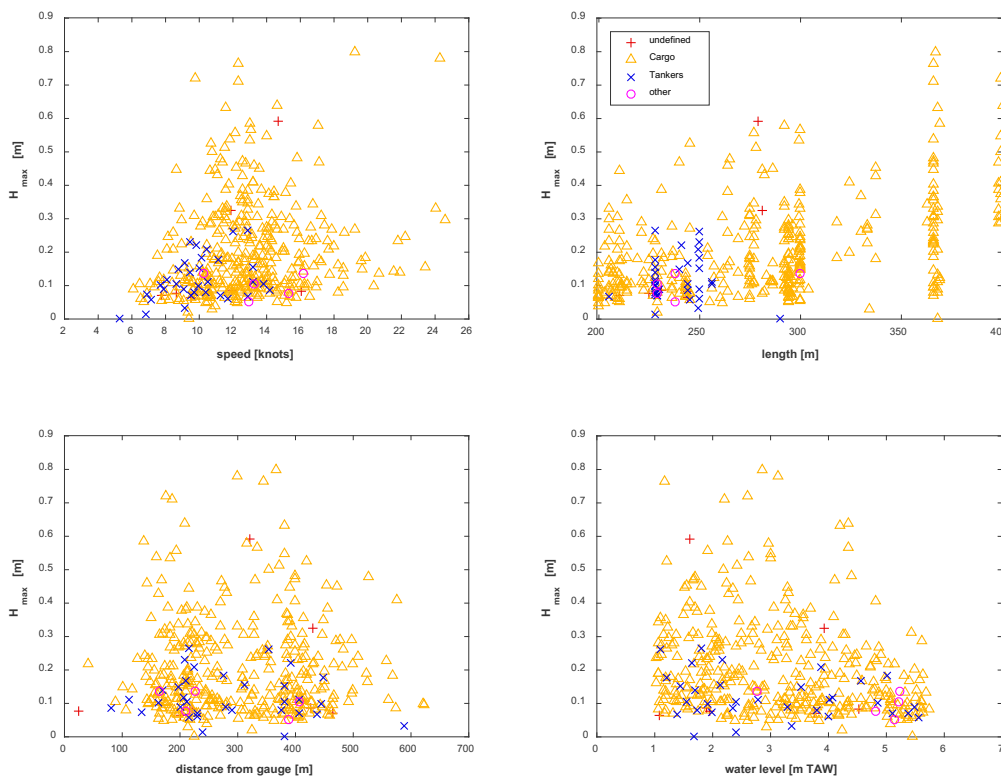 0.9
0.8
0.7
0.6
0.5
0.4
0.3
0.2
0.1
0
H max [m]
2 4 6 8 10 12 14 16 18 20 22 24 26
speed [knots]
0.9
0.8
0.7
0.6
0.5
0.4
0.3
0.2
0.1
0
H max [m]
undefined
Cargo
Tankers
other
200 250 300 350 400
length [m]
0.9
0.8
0.7
0.6
0.5
0.4
0.3
0.2
0.1
0
H max [m]
0 100 200 300 400 500 600 700
distance from gauge [m]
0.9
0.8
0.7
0.6
0.5
0.4
0.3
0.2
0.1
0
H max [m]
0 1 2 3 4 5 6 7
water level [m TAW]